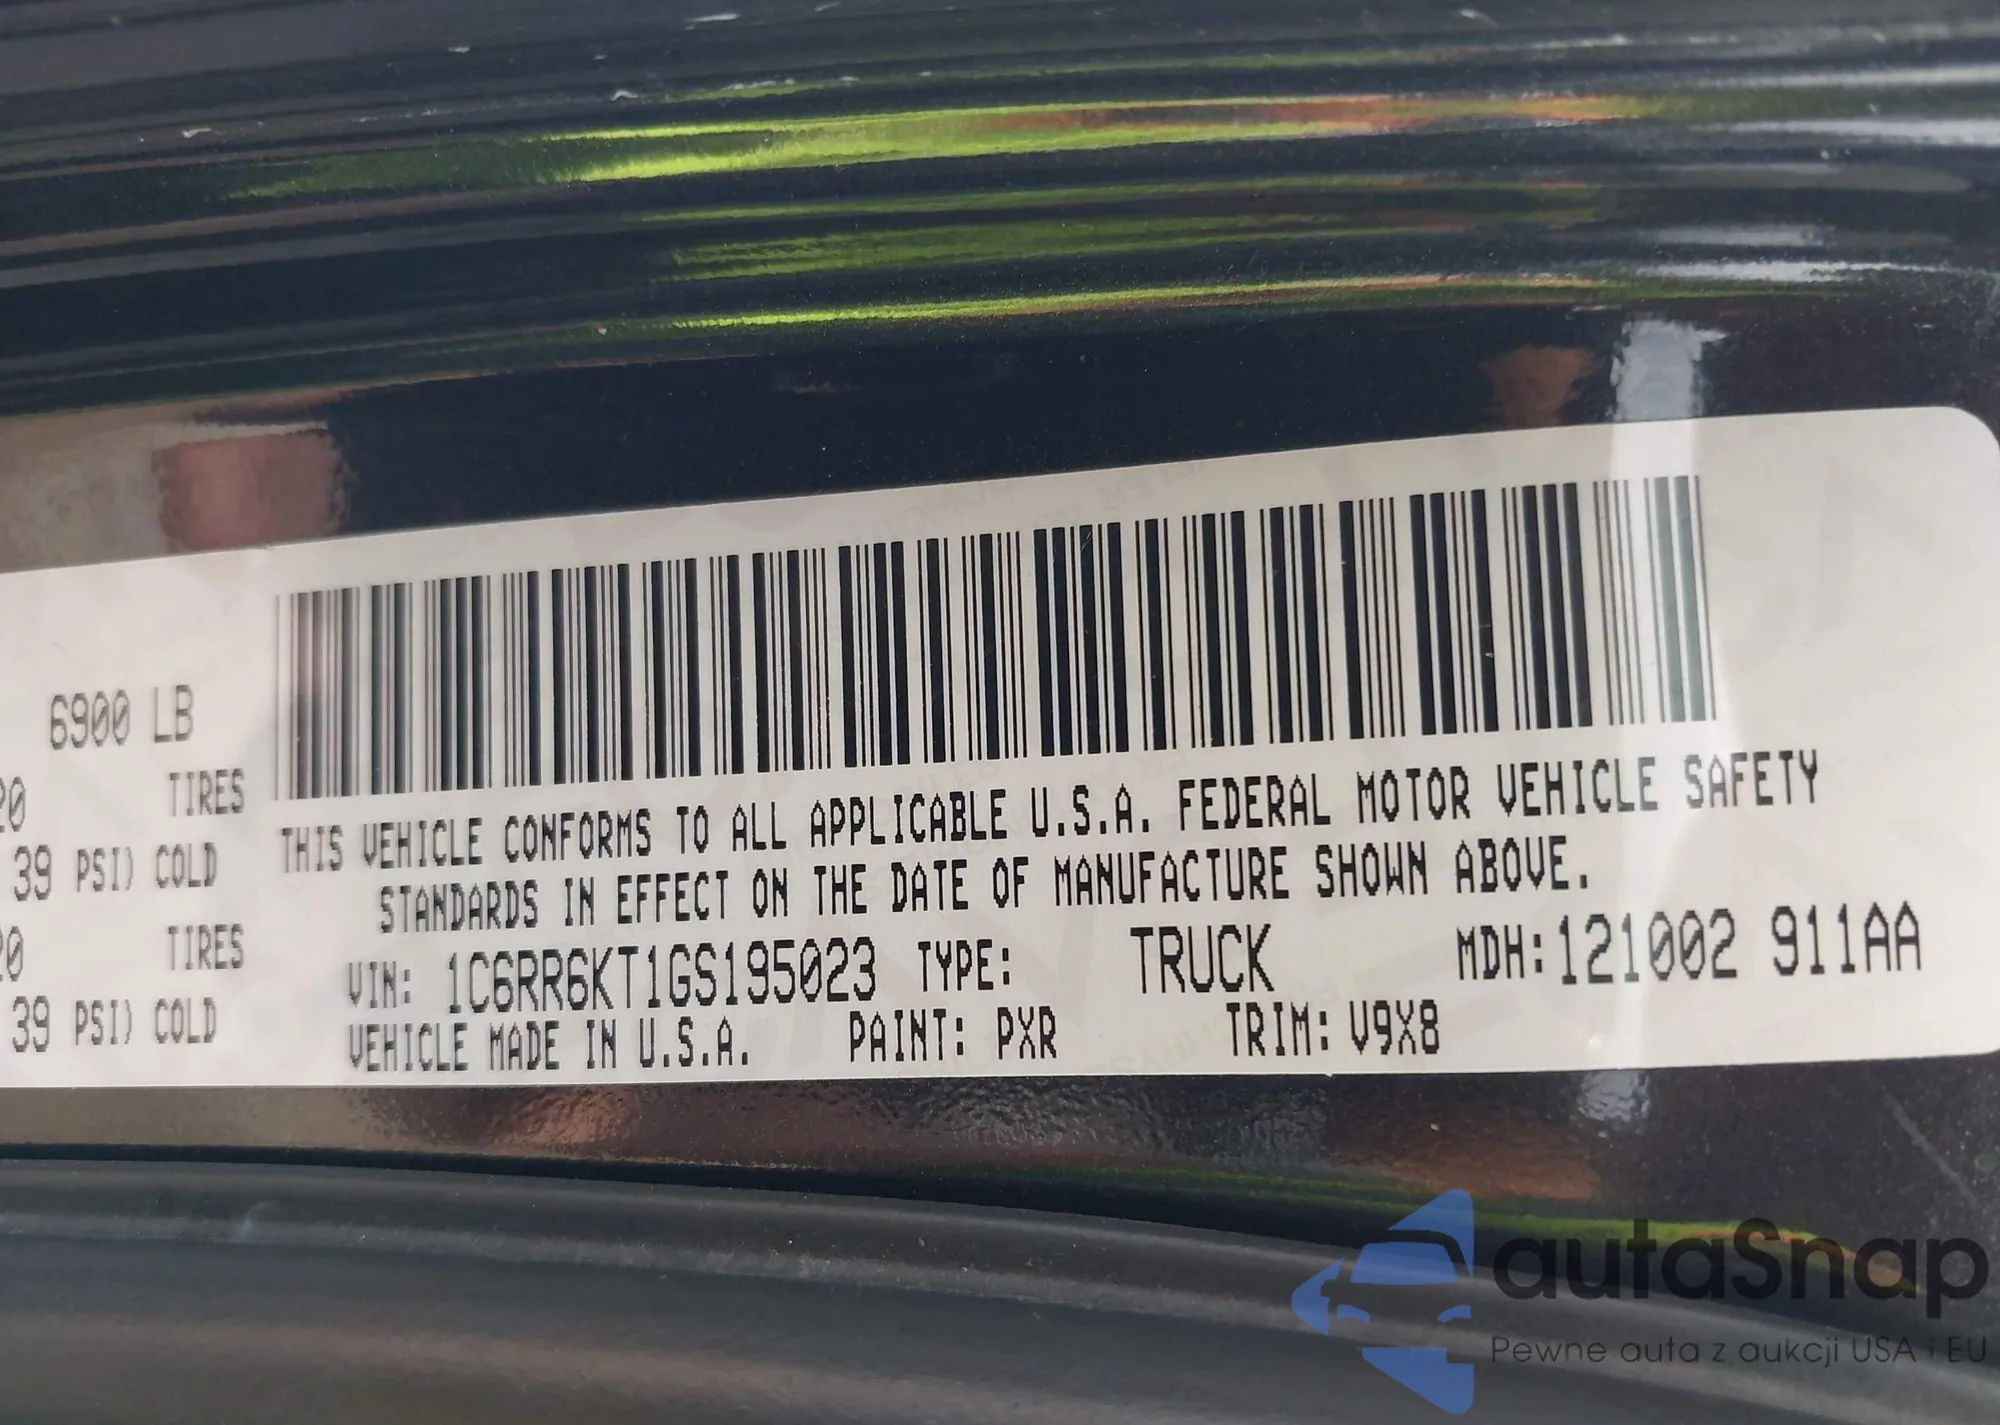 6900 LB
20 TIRES
39 PSI) COLD
20 TIRES
39 PSI) COLD
THIS VEHICLE CONFORMS TO ALL APPLICABLE U.S.A. FEDERAL MOTOR VEHICLE SAFETY
STANDARDS IN EFFECT ON THE DATE OF MANUFACTURE SHOWN ABOVE.
VIN: 1C6RR6KT1GS195023 TYPE: TRUCK MDH:121002 911AA
VEHICLE MADE IN U.S.A. PAINT: PXR TRIM: V9X8
autaSnap
Pewne auta z aukcji USA i EU